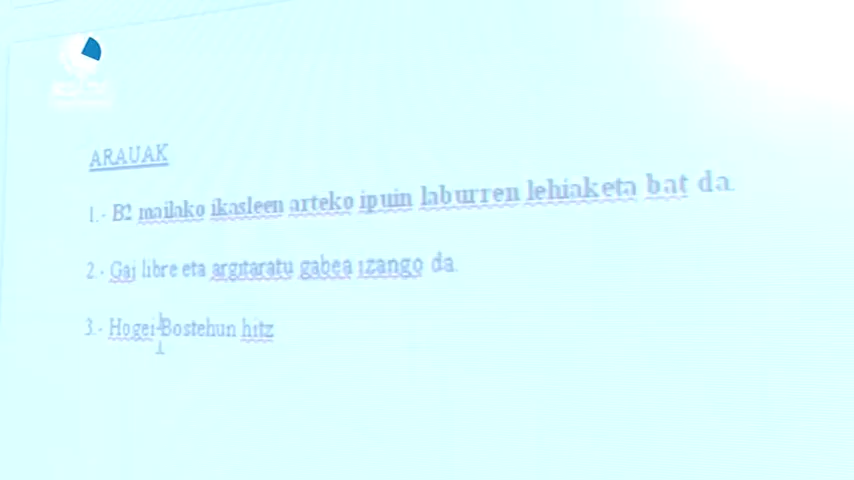 ARAUAK
1.- B2 mailako ikasleen arteko ipuin laburren lehiaketa bat da.
2.- Gai libre eta argitaratu gabea izango da.
3.- Hogei-Bostehun hitz